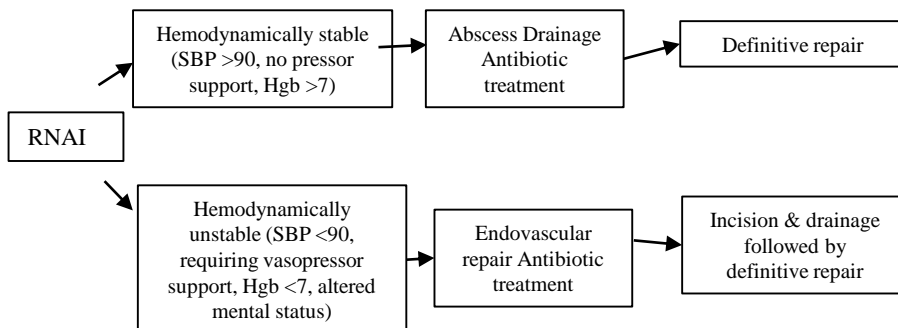 RNAI
Hemodynamically stable
(SBP >90, no pressor
support, Hgb >7)
Abscess Drainage
Antibiotic
treatment
Definitive repair
Hemodynamically
unstable (SBP <90,
requiring vasopressor
support, Hgb <7, altered
mental status)
Endovascular
repair Antibiotic
treatment
Incision & drainage
followed by
definitive repair